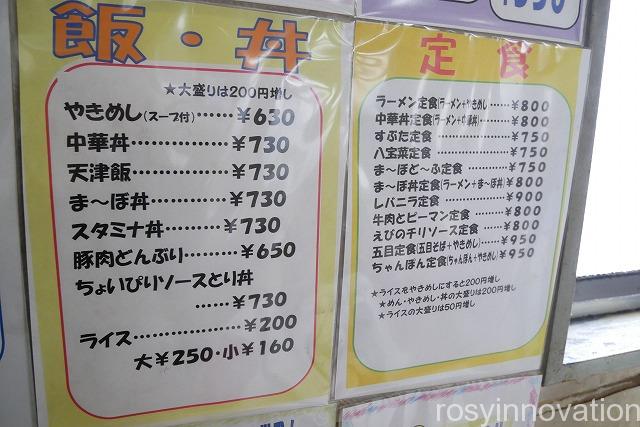 飯・丼
★大盛りは200円増し
やきめし(スープ付)……¥630
中華丼……………¥730
天津飯……………¥730
ま〜ぼ丼…………¥730
スタミナ丼………¥730
豚肉どんぶり………¥650
ちょいぴりソースとり丼
……¥730
ライス……………¥200
大¥250・小¥160
定食
ラーメン定食(ラーメン+やきめし……¥800
中華丼定食(ラーメン+中華丼)……¥800
すぶた定食……………¥750
八宝菜定食……………¥750
ま〜ぼど〜ふ定食………¥750
ま〜ぼ丼定食(ラーメン+ま〜ぼ丼)¥800
レバニラ定食…………¥900
牛肉とピーマン定食……¥800
えびのチリソース定食……¥800
五目定食(五目そば+やきめし)…¥950
ちゃんぽん定食(ちゃんぽん+やきめし)¥950
★ライスをやきめしにすると200円増し
★めん・やきめし・丼の大盛りは200円増し
★ライスの大盛りは50円増し
rosyinnovation